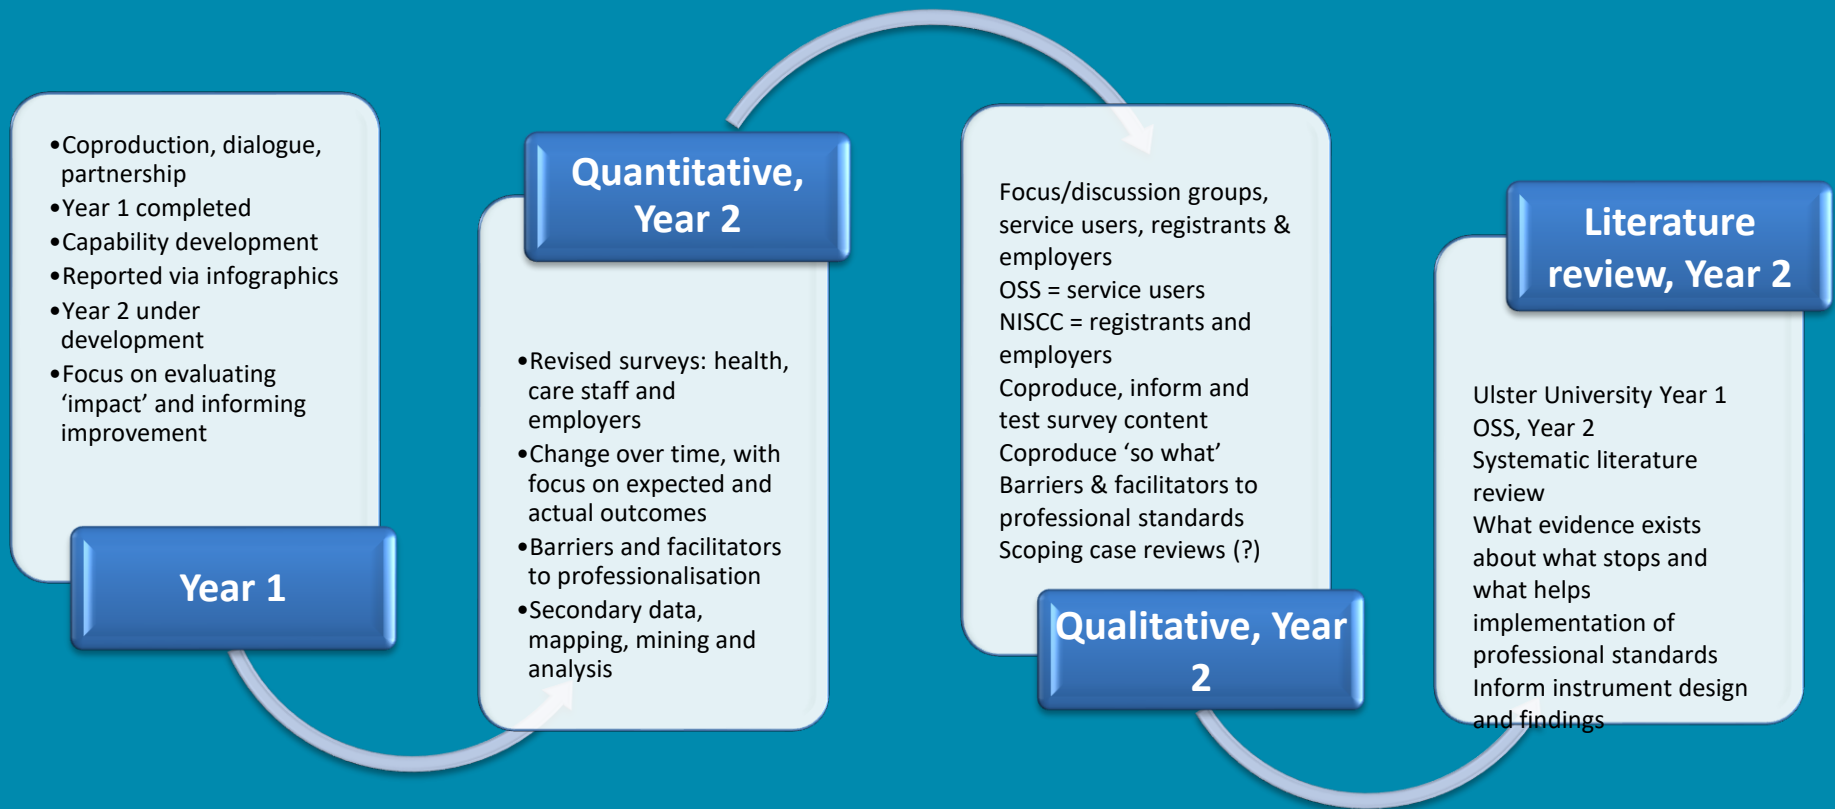 •Coproduction, dialogue,
partnership
•Year 1 completed
•Capability development
•Reported via infographics
•Year 2 under
development
•Focus on evaluating
‘impact’ and informing
improvement
Year 1
Quantitative,
Year 2
•Revised surveys: health,
care staff and
employers
•Change over time, with
focus on expected and
actual outcomes
•Barriers and facilitators
to professionalisation
•Secondary data,
mapping, mining and
analysis
Focus/discussion groups,
service users, registrants &
employers
OSS = service users
NISCC = registrants and
employers
Coproduce, inform and
test survey content
Coproduce ‘so what’
Barriers & facilitators to
professional standards
Scoping case reviews (?)
Qualitative, Year
2
Literature
review, Year 2
Ulster University Year 1
OSS, Year 2
Systematic literature
review
What evidence exists
about what stops and
what helps
implementation of
professional standards
Inform instrument design
and findings